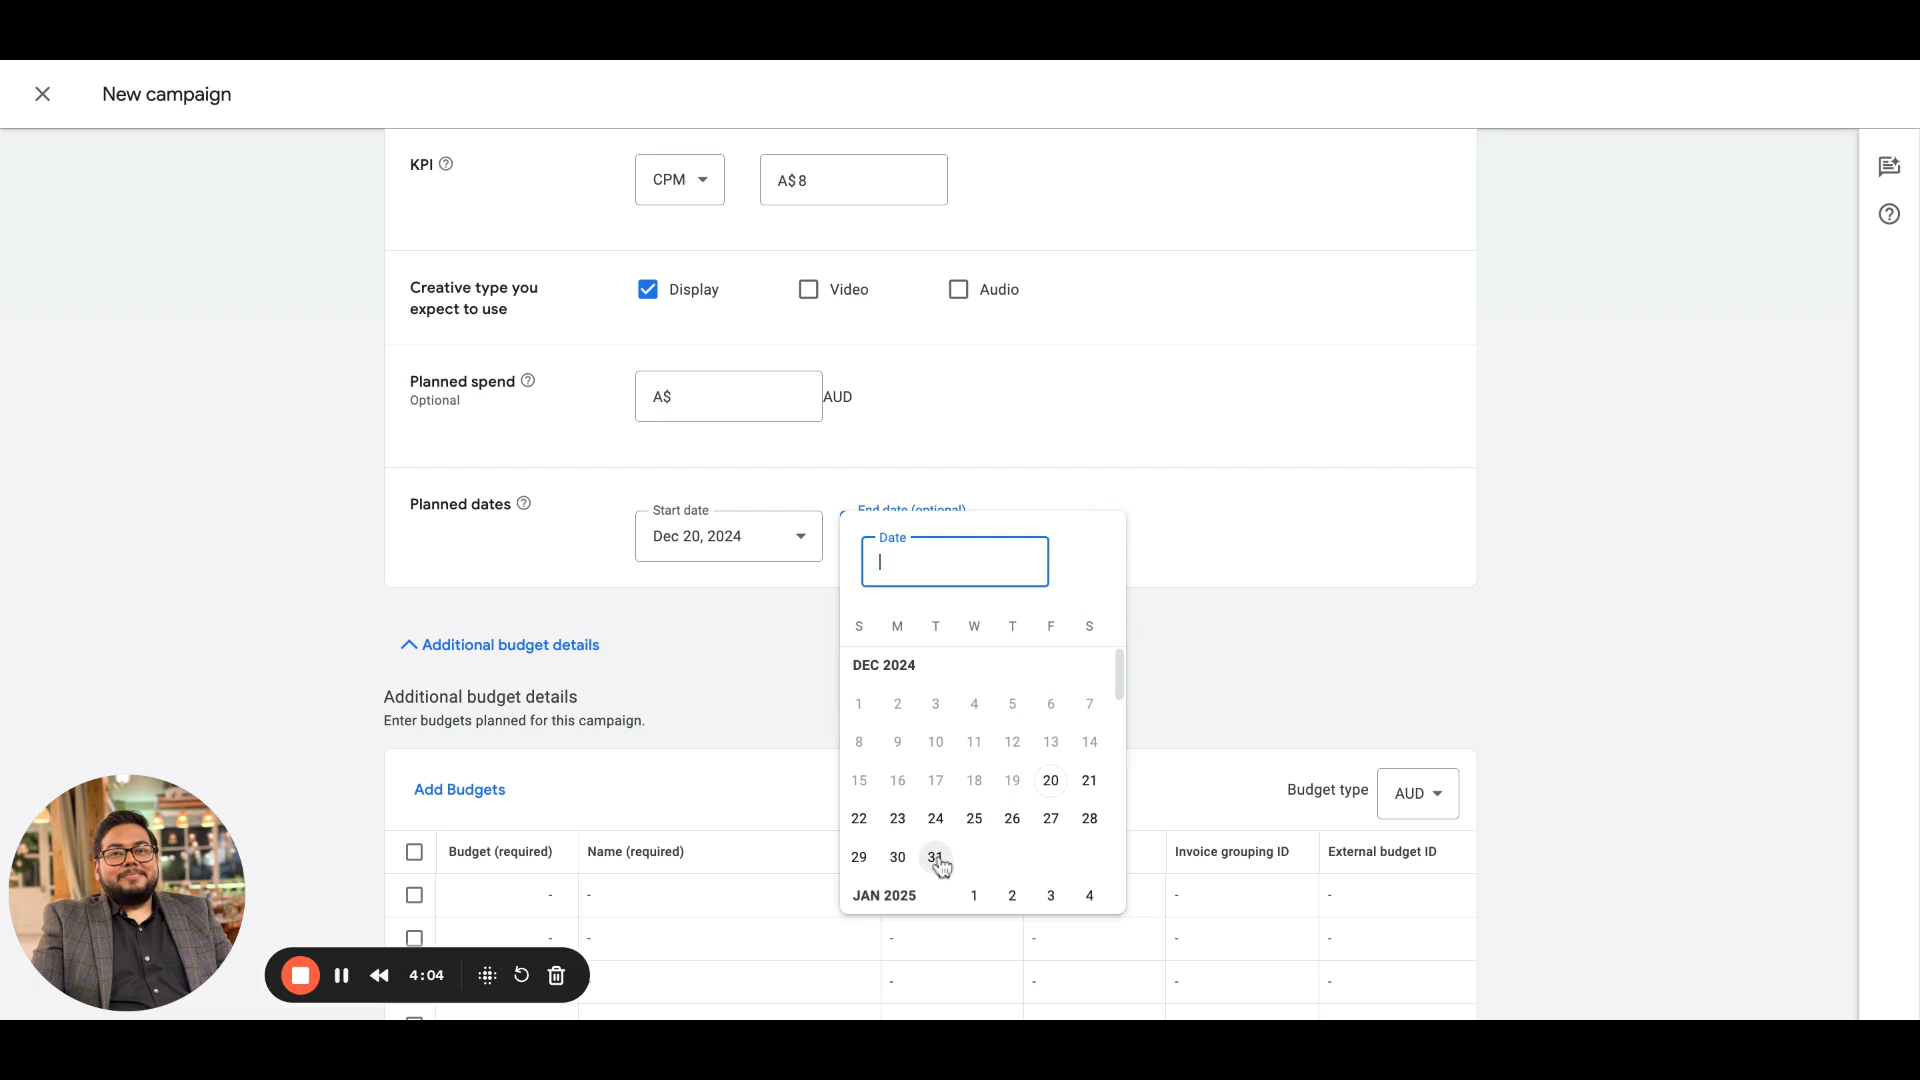 New campaign
KPI
CPM
A$ 8
Creative type you
expect to use
Display
Video
Audio
Planned spend
Optional
A$
AUD
Planned dates
Start date
Dec 20, 2024
End date (optional)
Date
S M T W T F S
DEC 2024
1 2 3 4 5 6 7
8 9 10 11 12 13 14
15 16 17 18 19 20 21
22 23 24 25 26 27 28
29 30 31
JAN 2025 1 2 3 4
Additional budget details
Additional budget details
Enter budgets planned for this campaign.
Add Budgets
Budget type
AUD
Budget (required) Name (required) Invoice grouping ID External budget ID
- - - -
- - - - - -
- - - - -
4:04